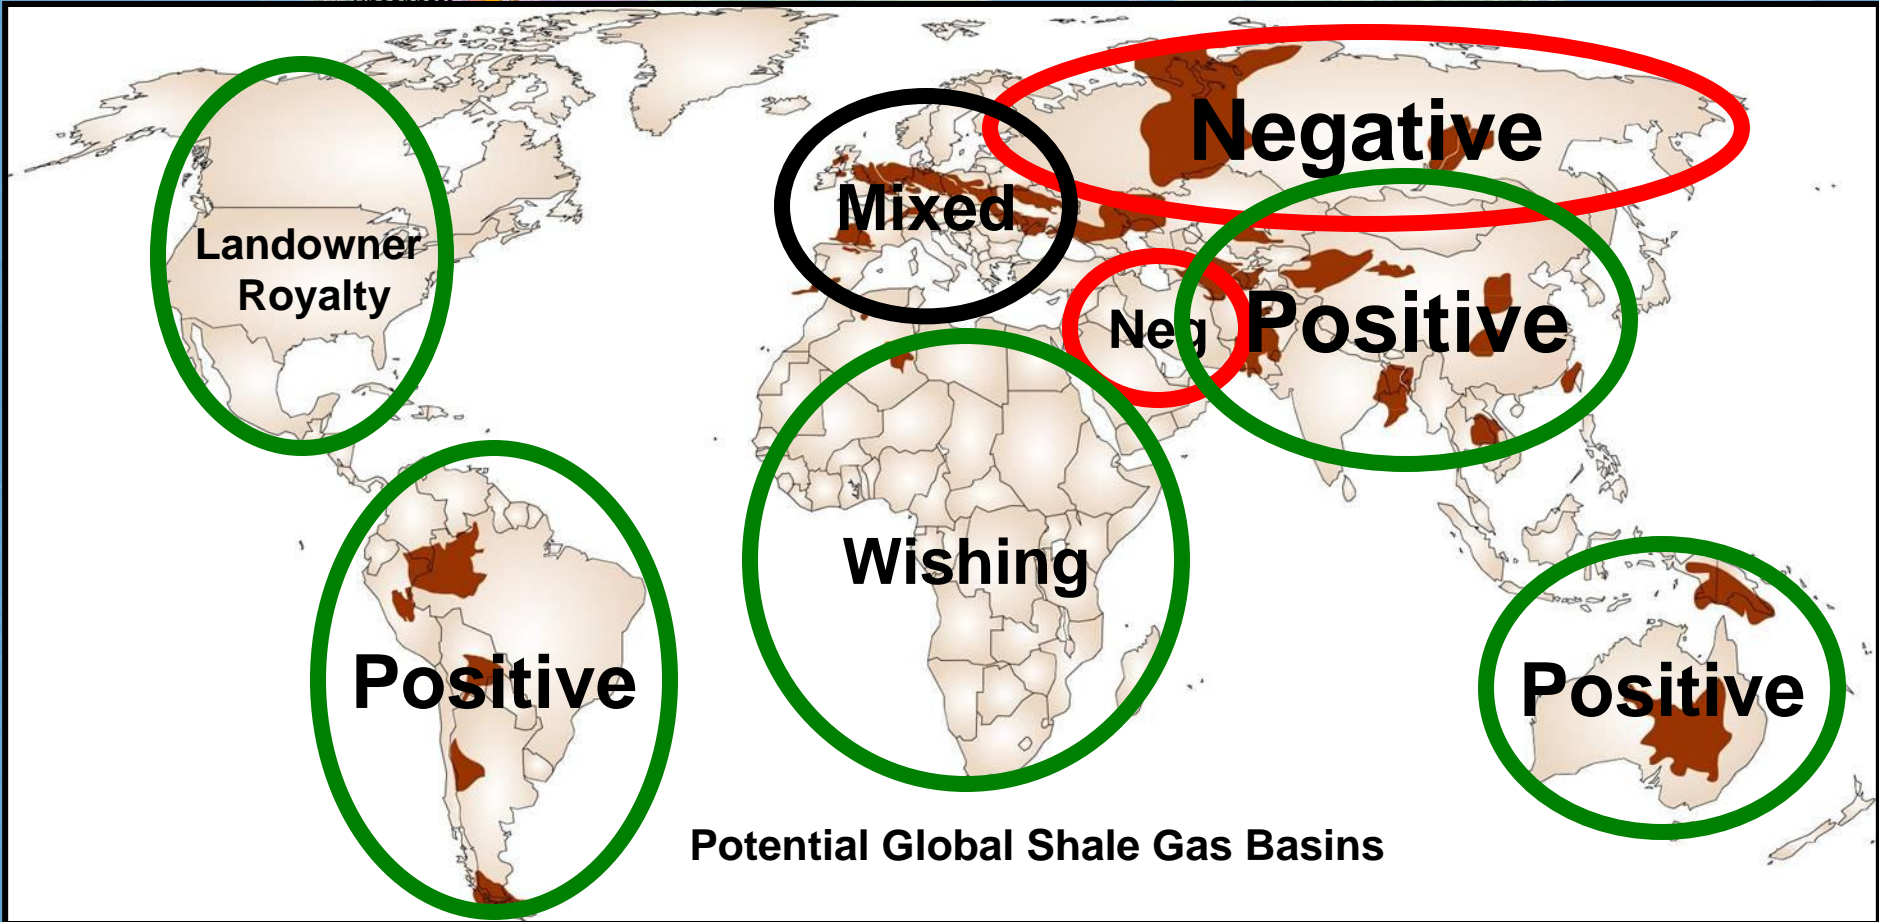 Negative
Mixed
Landowner
Royalty
Neg
Positive
Wishing
Positive
Positive
Potential Global Shale Gas Basins